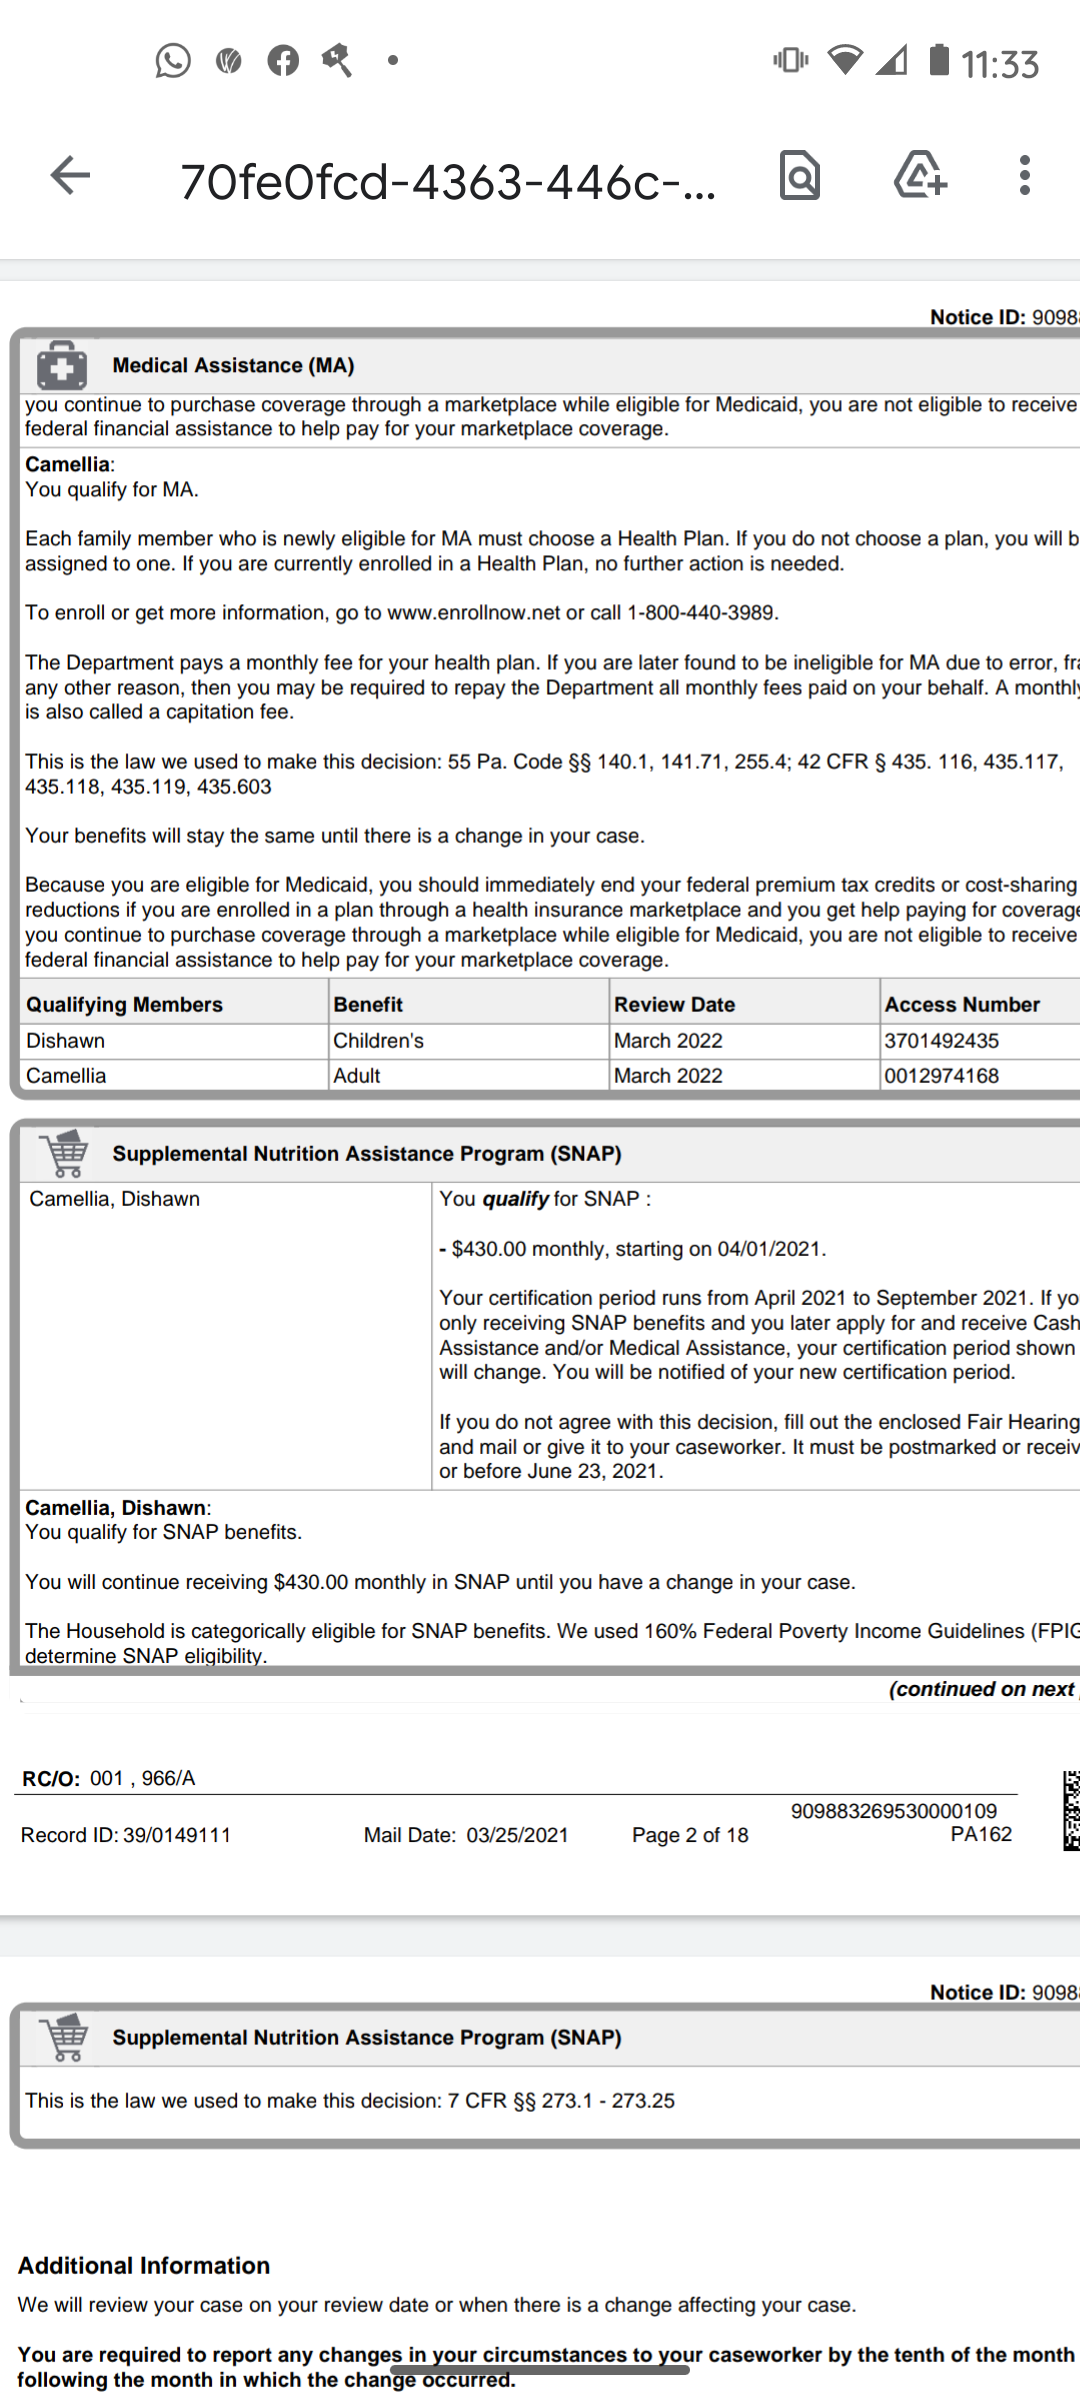 11:33
70fe0fcd-4363-446c-...
Notice ID: 9098
Medical Assistance (MA)
you continue to purchase coverage through a marketplace while eligible for Medicaid, you are not eligible to receive
federal financial assistance to help pay for your marketplace coverage.
Camellia:
You qualify for MA.
Each family member who is newly eligible for MA must choose a Health Plan. If you do not choose a plan, you will b
assigned to one. If you are currently enrolled in a Health Plan, no further action is needed.
To enroll or get more information, go to www.enrollnow.net or call 1-800-440-3989.
The Department pays a monthly fee for your health plan. If you are later found to be ineligible for MA due to error, fra
any other reason, then you may be required to repay the Department all monthly fees paid on your behalf. A monthly
is also called a capitation fee.
This is the law we used to make this decision: 55 Pa. Code §§ 140.1, 141.71, 255.4; 42 CFR § 435. 116, 435.117,
435.118, 435.119, 435.603
Your benefits will stay the same until there is a change in your case.
Because you are eligible for Medicaid, you should immediately end your federal premium tax credits or cost-sharing
reductions if you are enrolled in a plan through a health insurance marketplace and you get help paying for coverage
you continue to purchase coverage through a marketplace while eligible for Medicaid, you are not eligible to receive
federal financial assistance to help pay for your marketplace coverage.
Qualifying Members Benefit Review Date Access Number
Dishawn Children's March 2022 3701492435
Camellia Adult March 2022 0012974168
Supplemental Nutrition Assistance Program (SNAP)
Camellia, Dishawn You qualify for SNAP :
- $430.00 monthly, starting on 04/01/2021.
Your certification period runs from April 2021 to September 2021. If yo
only receiving SNAP benefits and you later apply for and receive Cash
Assistance and/or Medical Assistance, your certification period shown
will change. You will be notified of your new certification period.
If you do not agree with this decision, fill out the enclosed Fair Hearing
and mail or give it to your caseworker. It must be postmarked or receiv
or before June 23, 2021.
Camellia, Dishawn:
You qualify for SNAP benefits.
You will continue receiving $430.00 monthly in SNAP until you have a change in your case.
The Household is categorically eligible for SNAP benefits. We used 160% Federal Poverty Income Guidelines (FPIG
determine SNAP eligibility.
(continued on next
RC/O: 001 , 966/A
909883269530000109
Record ID: 39/0149111 Mail Date: 03/25/2021 Page 2 of 18 PA162
Notice ID: 9098
Supplemental Nutrition Assistance Program (SNAP)
This is the law we used to make this decision: 7 CFR §§ 273.1 - 273.25
Additional Information
We will review your case on your review date or when there is a change affecting your case.
You are required to report any changes in your circumstances to your caseworker by the tenth of the month
following the month in which the change occurred.